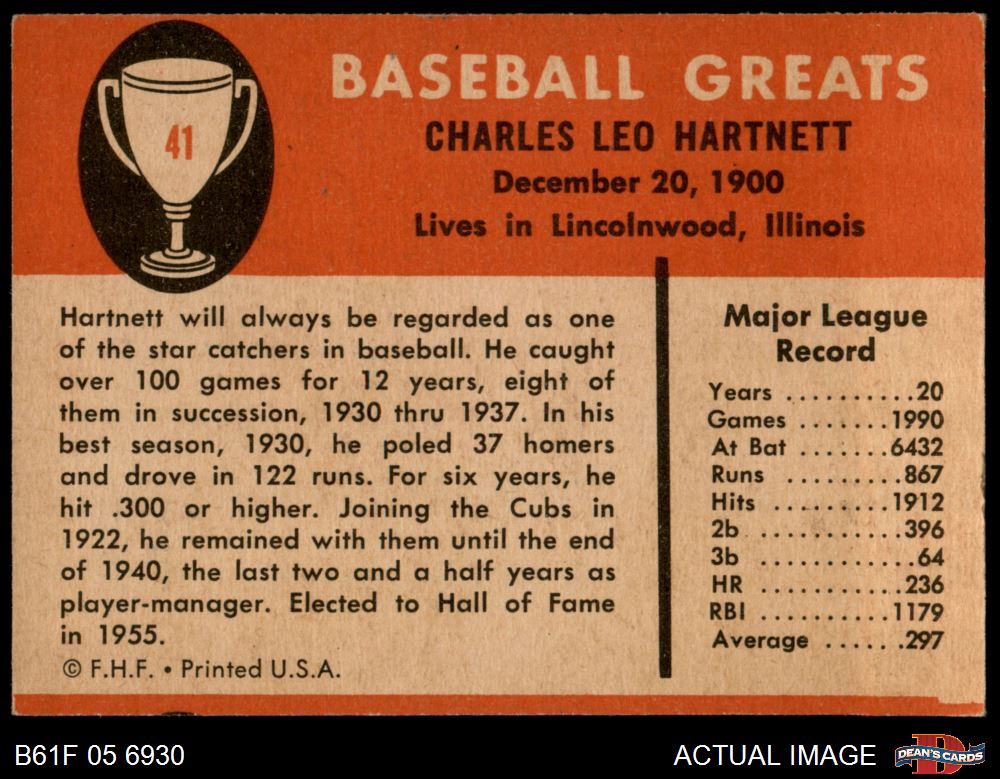 41
BASEBALL GREATS
CHARLES LEO HARTNETT
December 20, 1900
Lives in Lincolnwood, Illinois
Hartnett will always be regarded as one
of the star catchers in baseball. He caught
over 100 games for 12 years, eight of
them in succession, 1930 thru 1937. In his
best season, 1930, he poled 37 homers
and drove in 122 runs. For six years, he
hit .300 or higher. Joining the Cubs in
1922, he remained with them until the end
of 1940, the last two and a half years as
player-manager. Elected to Hall of Fame
in 1955.
© F.H.F. • Printed U.S.A.
Major League
Record
Years ..........20
Games .......1990
At Bat .......6432
Runs .........867
Hits .........1912
2b ...........396
3b ............64
HR ...........236
RBI ..........1179
Average ......297
B61F 05 6930
ACTUAL IMAGE
D
DEAN'S CARDS